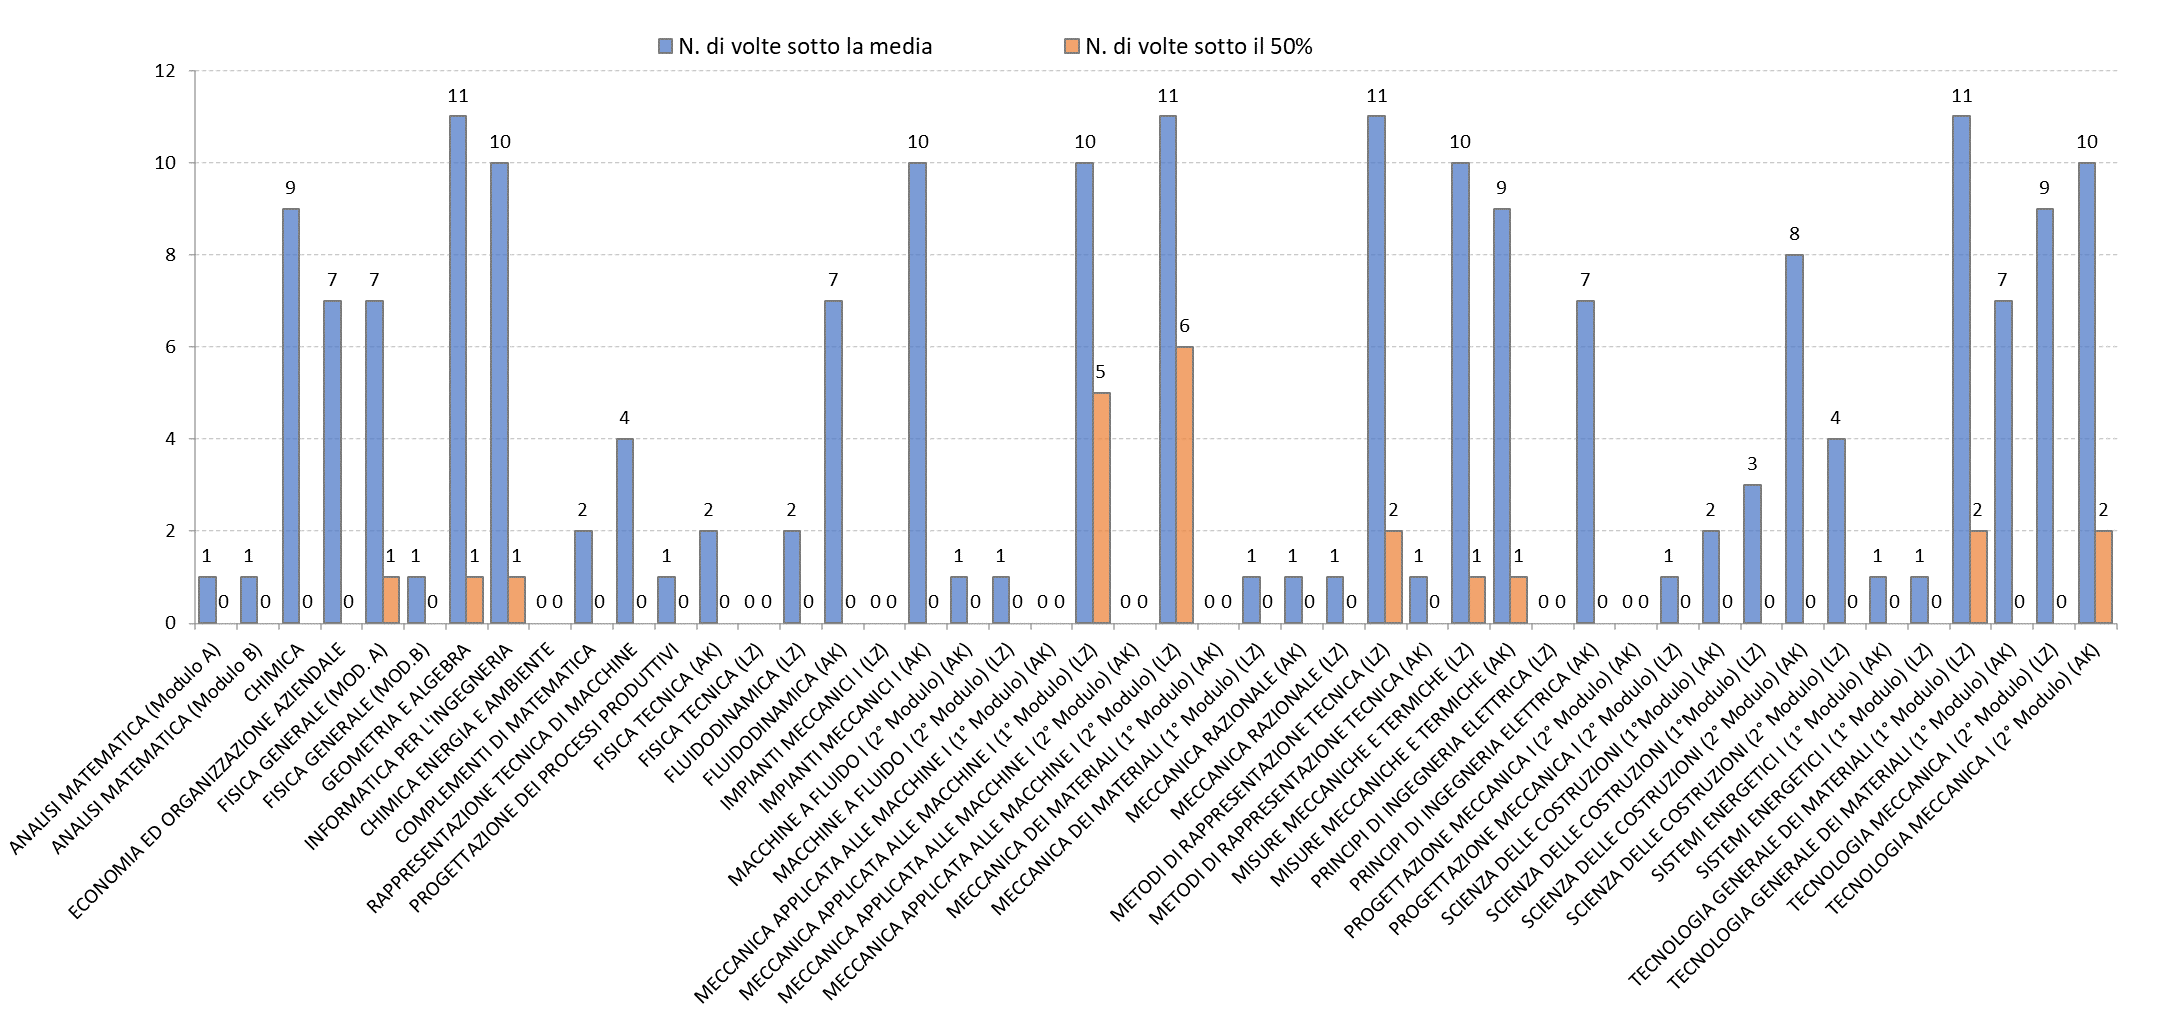 N. di volte sotto la media
N. di volte sotto il 50%
12
10
8
6
4
2
0
1 0
1 0
9 0
7 0
7 1
1 0
11 1
10 1
0 0
2 0
4 0
1 0
2 0
0 0
2 0
7 0
0 0
10 0
1 0
1 0
0 0
10 5
0 0
11 6
0 0
1 0
1 0
1 0
11 2
1 0
10 1
9 1
0 0
7 0
0 0
1 0
2 0
3 0
8 0
4 0
1 0
1 0
11 2
7 0
9 0
10 2
ANALISI MATEMATICA (Modulo A)
ANALISI MATEMATICA (Modulo B)
CHIMICA
ECONOMIA ED ORGANIZZAZIONE AZIENDALE
FISICA GENERALE (MOD. A)
FISICA GENERALE (MOD.B)
GEOMETRIA E ALGEBRA
INFORMATICA PER L'INGEGNERIA
CHIMICA ENERGIA E AMBIENTE
COMPLEMENTI DI MATEMATICA
RAPPRESENTAZIONE TECNICA DI MACCHINE
PROGETTAZIONE DEI PROCESSI PRODUTTIVI
FISICA TECNICA (AK)
FISICA TECNICA (LZ)
FLUIDODINAMICA (LZ)
FLUIDODINAMICA (AK)
IMPIANTI MECCANICI I (LZ)
IMPIANTI MECCANICI I (AK)
MACCHINE A FLUIDO I (2° Modulo) (AK)
MACCHINE A FLUIDO I (2° Modulo) (LZ)
MECCANICA APPLICATA ALLE MACCHINE I (1° Modulo) (AK)
MECCANICA APPLICATA ALLE MACCHINE I (1° Modulo) (LZ)
MECCANICA APPLICATA ALLE MACCHINE I (2° Modulo) (AK)
MECCANICA APPLICATA ALLE MACCHINE I (2° Modulo) (LZ)
MECCANICA DEI MATERIALI (1° Modulo) (AK)
MECCANICA DEI MATERIALI (1° Modulo) (LZ)
MECCANICA RAZIONALE (AK)
MECCANICA RAZIONALE (LZ)
METODI DI RAPPRESENTAZIONE TECNICA (LZ)
METODI DI RAPPRESENTAZIONE TECNICA (AK)
MISURE MECCANICHE E TERMICHE (LZ)
MISURE MECCANICHE E TERMICHE (AK)
PRINCIPI DI INGEGNERIA ELETTRICA (LZ)
PRINCIPI DI INGEGNERIA ELETTRICA (AK)
PROGETTAZIONE MECCANICA I (2° Modulo) (AK)
PROGETTAZIONE MECCANICA I (2° Modulo) (LZ)
SCIENZA DELLE COSTRUZIONI (1°Modulo) (AK)
SCIENZA DELLE COSTRUZIONI (1°Modulo) (LZ)
SCIENZA DELLE COSTRUZIONI (2° Modulo) (AK)
SCIENZA DELLE COSTRUZIONI (2° Modulo) (LZ)
SISTEMI ENERGETICI I (1° Modulo) (AK)
SISTEMI ENERGETICI I (1° Modulo) (LZ)
TECNOLOGIA GENERALE DEI MATERIALI (1° Modulo) (LZ)
TECNOLOGIA GENERALE DEI MATERIALI (1° Modulo) (AK)
TECNOLOGIA MECCANICA I (2° Modulo) (LZ)
TECNOLOGIA MECCANICA I (2° Modulo) (AK)